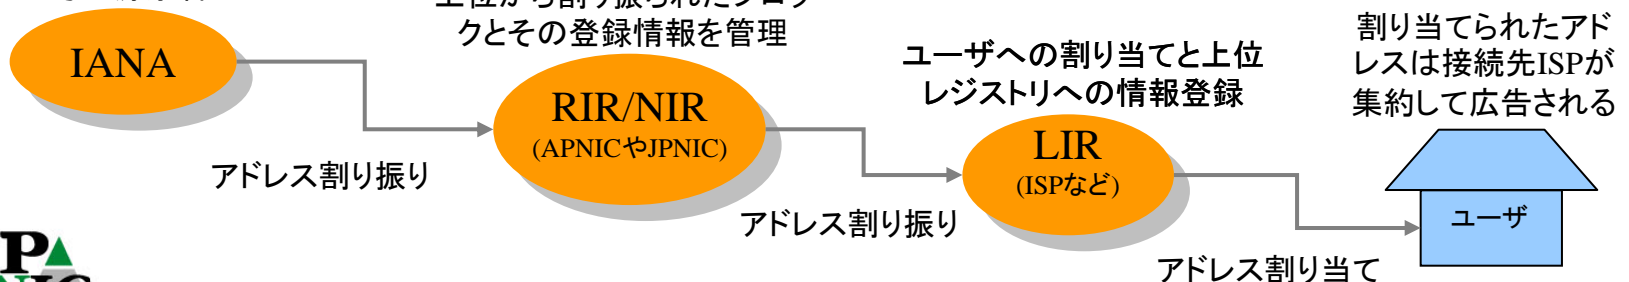 クとその登録情報を管理
IANA
RIR/NIR
(APNICやJPNIC)
アドレス割り振り
ユーザへの割り当てと上位
レジストリへの情報登録
LIR
(ISPなど)
アドレス割り振り
割り当てられたアド
レスは接続先ISPが
集約して広告される
ユーザ
アドレス割り当て